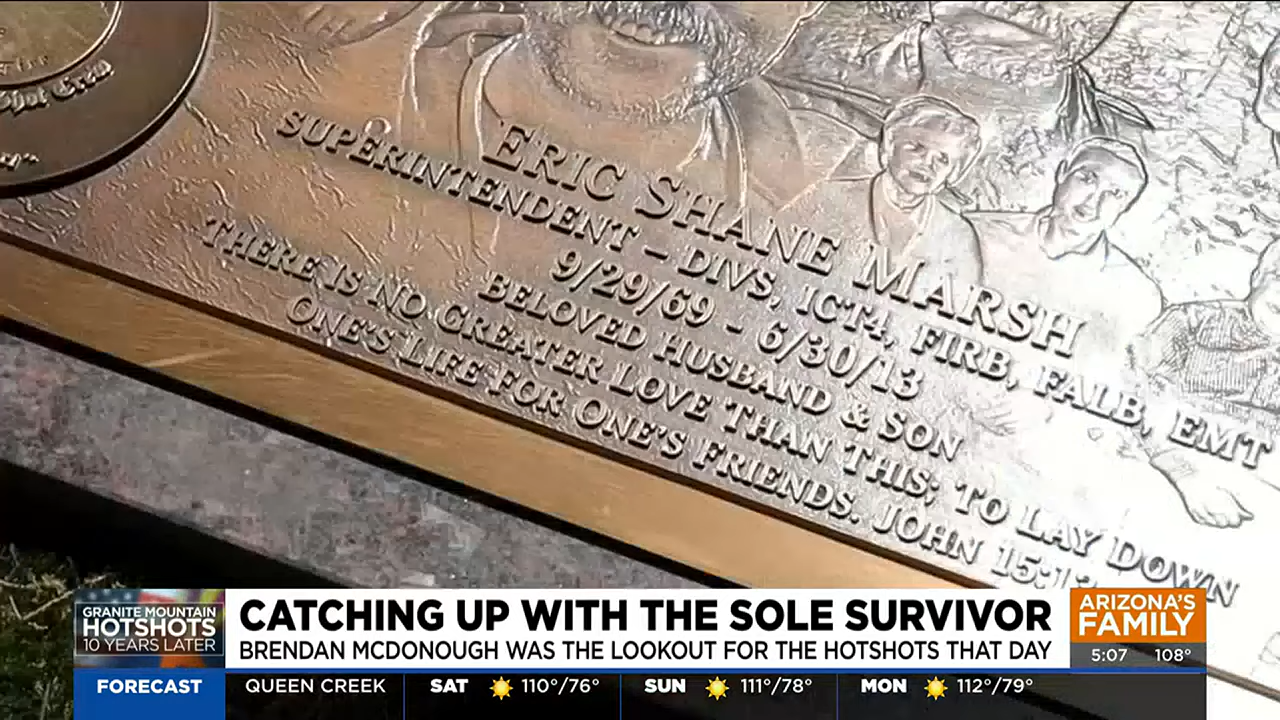 Hot Crew
ERIC SHANE MARSH
SUPERINTENDENT – DIVS, ICT4, FIRB, FALB, EMT
9/29/69 - 6/30/13
BELOVED HUSBAND & SON
THERE IS NO GREATER LOVE THAN THIS; TO LAY DOWN
ONE'S LIFE FOR ONE'S FRIENDS. JOHN 15:13
GRANITE MOUNTAIN
HOTSHOTS
10 YEARS LATER
CATCHING UP WITH THE SOLE SURVIVOR
BRENDAN MCDONOUGH WAS THE LOOKOUT FOR THE HOTSHOTS THAT DAY
ARIZONA'S
FAMILY
5:07 108°
FORECAST QUEEN CREEK SAT 110°/76° SUN 111°/78° MON 112°/79°